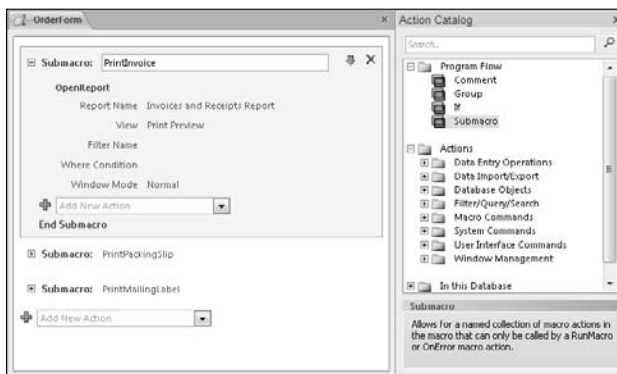 OrderForm
Submacro: PrintInvoice
OpenReport
Report Name Invoices and Receipts Report
View Print Preview
Filter Name
Where Condition
Window Mode Normal
Add New Action
End Submacro
Submacro: PrintPackingSlip
Submacro: PrintMailingLabel
Add New Action
Action Catalog
Search...
Program Flow
Comment
Group
If
Submacro
Actions
Data Entry Operations
Data Import/Export
Database Objects
Filter/Query/Search
Macro Commands
System Commands
User Interface Commands
Window Management
In this Database
Submacro
Allows for a named collection of macro actions in
the macro that can only be called by a RunMacro
or OnError macro action.